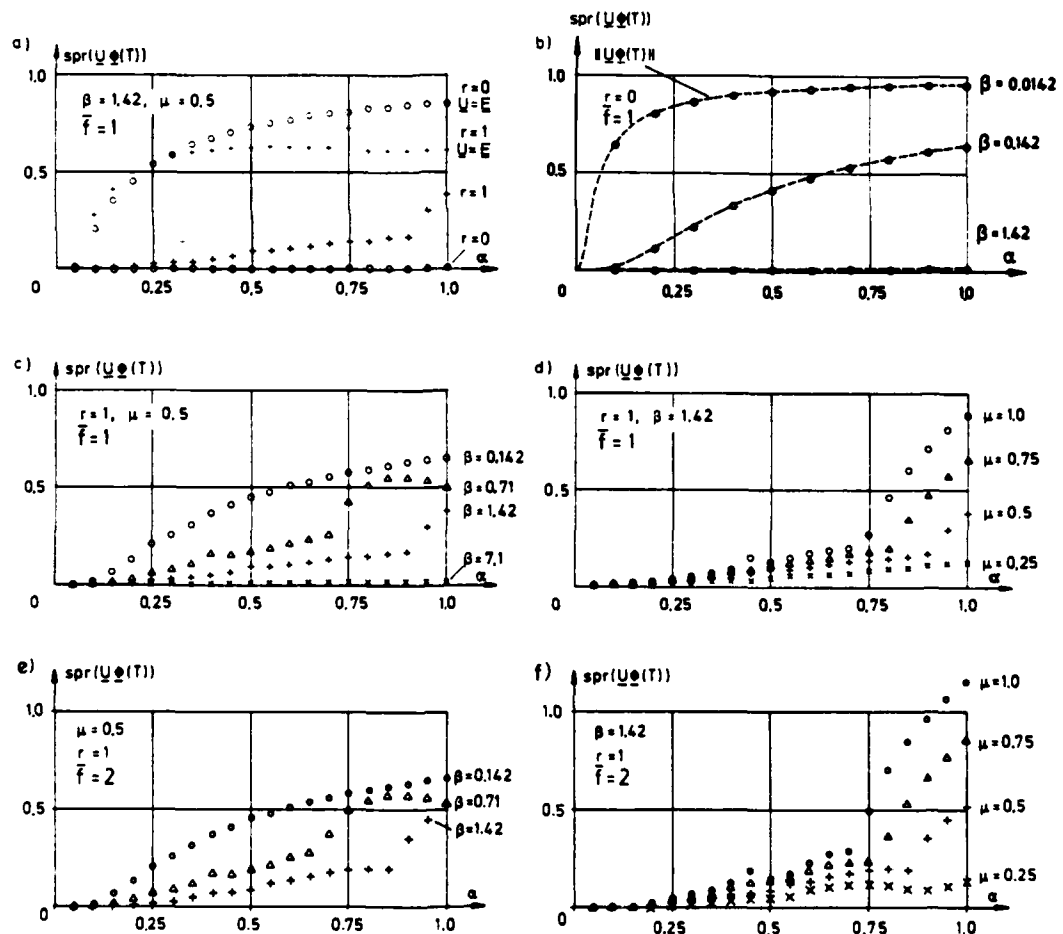 a)
spr(U Φ(T))
1.0
β = 1.42, μ = 0.5
f̅ = 1
r = 0
U = E
r = 1
U = E
0.5
r = 1
r = 0
α
0
0.25
0.5
0.75
1.0
b)
spr(U Φ(T))
‖U Φ(T)‖
1.0
r = 0
f̅ = 1
β = 0.0142
β = 0.142
0.5
β = 1.42
α
0
0.25
0.5
0.75
1.0
c)
spr(U Φ(T))
1.0
r = 1, μ = 0.5
f̅ = 1
β = 0.142
0.5
β = 0.71
β = 1.42
β = 7.1
α
0
0.25
0.5
0.75
1.0
d)
spr(U Φ(T))
1.0
r = 1, β = 1.42
f̅ = 1
μ = 1.0
μ = 0.75
0.5
μ = 0.5
μ = 0.25
α
0
0.25
0.5
0.75
1.0
e)
spr(U Φ(T))
1.0
μ = 0.5
r = 1
f̅ = 2
β = 0.142
0.5
β = 0.71
β = 1.42
α
0
0.25
0.5
0.75
1.0
f)
spr(U Φ(T))
1.0
β = 1.42
r = 1
f̅ = 2
μ = 1.0
μ = 0.75
0.5
μ = 0.5
μ = 0.25
α
0
0.25
0.5
0.75
1.0